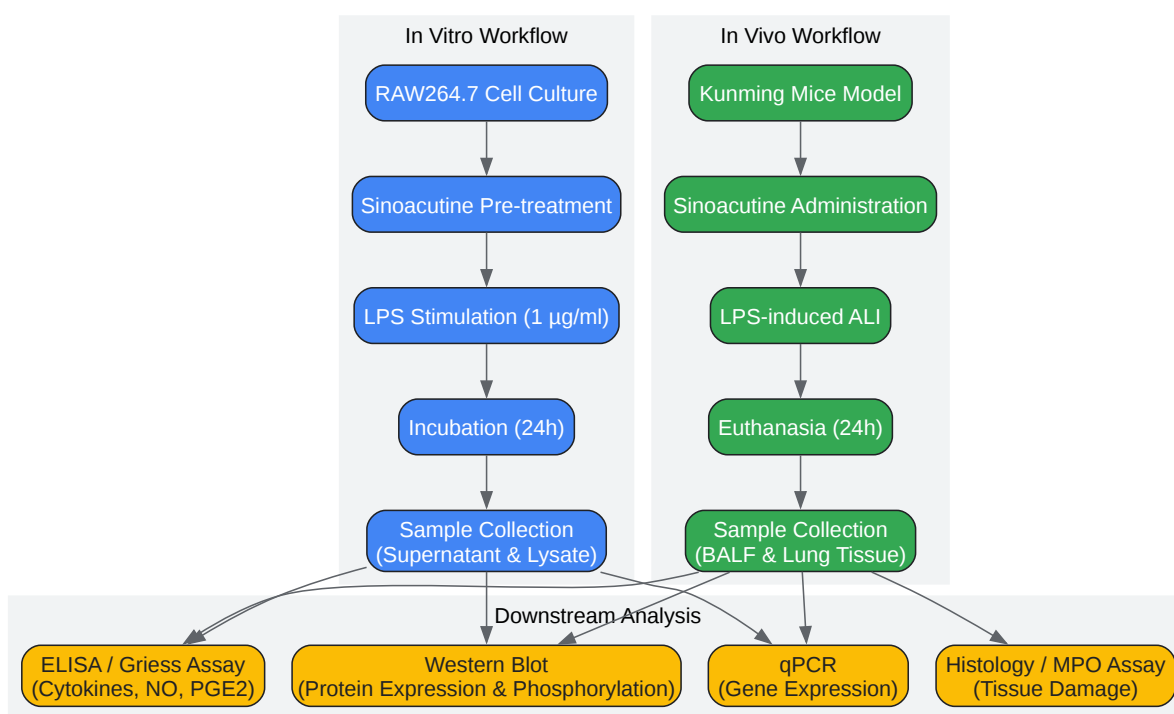 In Vitro Workflow
RAW264.7 Cell Culture
Sinoacutine Pre-treatment
LPS Stimulation (1 µg/ml)
Incubation (24h)
Sample Collection
(Supernatant & Lysate)
In Vivo Workflow
Kunming Mice Model
Sinoacutine Administration
LPS-induced ALI
Euthanasia (24h)
Sample Collection
(BALF & Lung Tissue)
Downstream Analysis
ELISA / Griess Assay
(Cytokines, NO, PGE2)
Western Blot
(Protein Expression & Phosphorylation)
qPCR
(Gene Expression)
Histology / MPO Assay
(Tissue Damage)